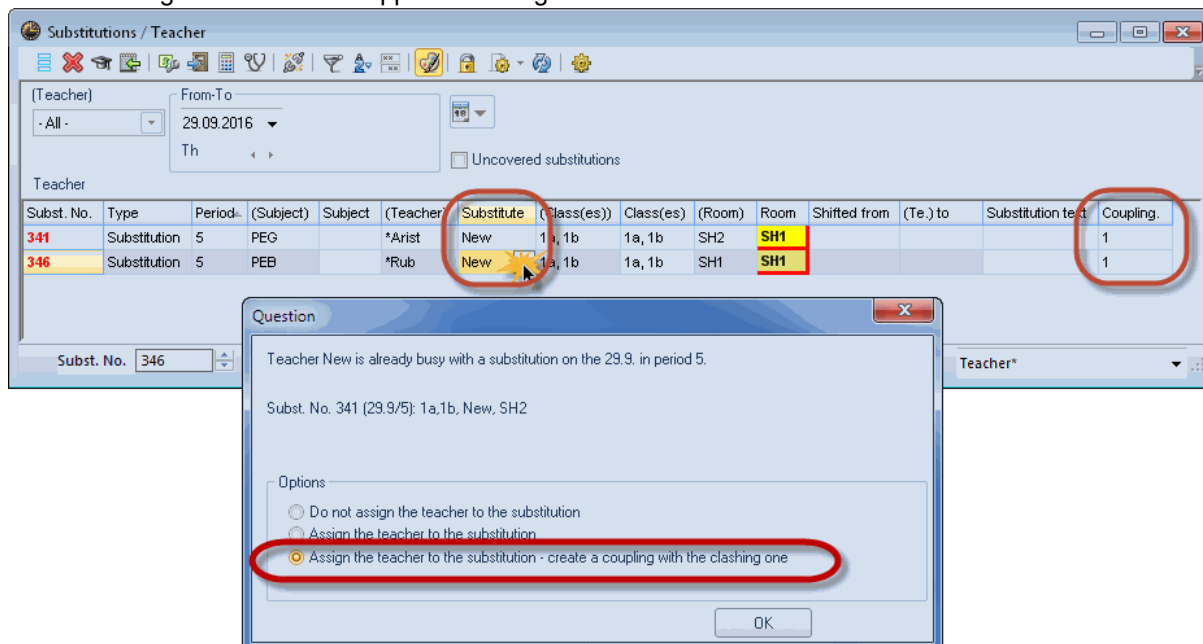 Substitutions / Teacher
(Teacher) From-To
- All - 29.09.2016
Th
Uncovered substitutions
Teacher
Subst. No. Type Period (Subject) Subject (Teacher) Substitute (Class(es)) Class(es) (Room) Room Shifted from (Te.) to Substitution text Coupling.
341 Substitution 5 PEG *Arist New 1a, 1b 1a, 1b SH2 SH1 1
346 Substitution 5 PEB *Rub New 1a, 1b 1a, 1b SH1 SH1 1
Subst. No. 346 Teacher*
Question
Teacher New is already busy with a substitution on the 29.9. in period 5.
Subst. No. 341 (29.9/5): 1a,1b, New, SH2
Options
Do not assign the teacher to the substitution
Assign the teacher to the substitution
Assign the teacher to the substitution - create a coupling with the clashing one
OK